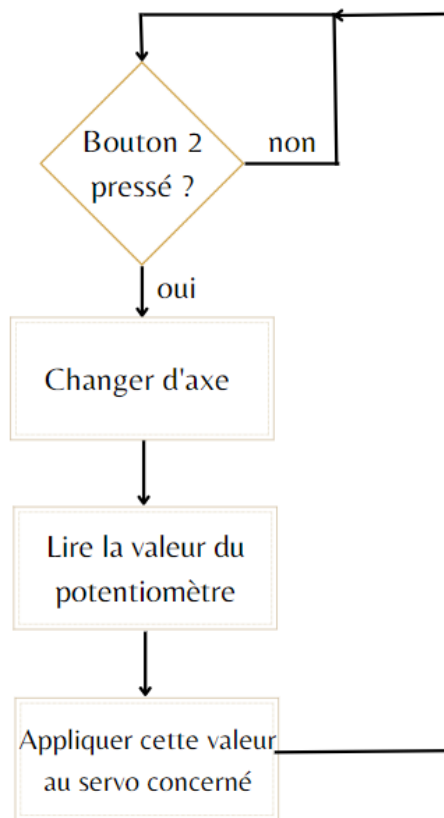 Bouton 2
pressé ?
non
oui
Changer d'axe
Lire la valeur du
potentiomètre
Appliquer cette valeur
au servo concerné